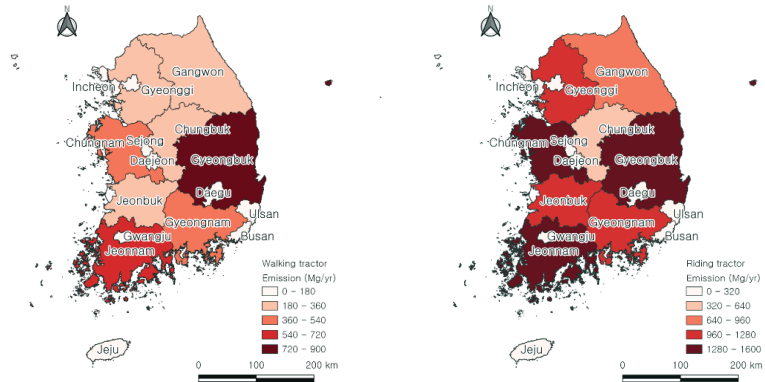 N
Gangwon
Incheon
Gyeonggi
Chungbuk
Chungnam
Sejong
Daejeon
Gyeongbuk
Daegu
Jeonbuk
Ulsan
Gyeongnam
Busan
Gwangju
Jeonnam
Jeju
Walking tractor
Emission (Mg/yr)
0 - 180
180 - 360
360 - 540
540 - 720
720 - 900
0 100 200 km
N
Gangwon
Incheon
Gyeonggi
Chungbuk
Chungnam
Sejong
Daejeon
Gyeongbuk
Daegu
Jeonbuk
Ulsan
Gyeongnam
Busan
Gwangju
Jeonnam
Jeju
Riding tractor
Emission (Mg/yr)
0 - 320
320 - 640
640 - 960
960 - 1280
1280 - 1600
0 100 200 km